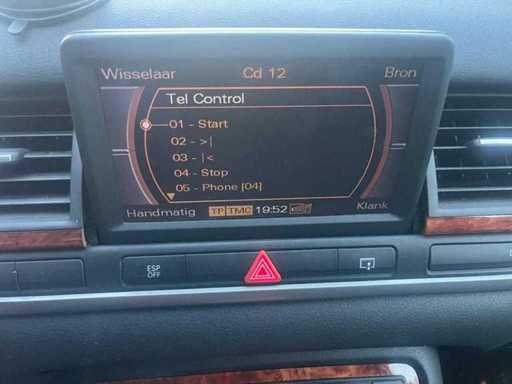 Wisselaar Cd 12 Bron
Tel Control
01 - Start
02 - >|
03 - |<
04 - Stop
05 - Phone [04]
Handmatig TP TMC 19:52 Klank
ESP
OFF